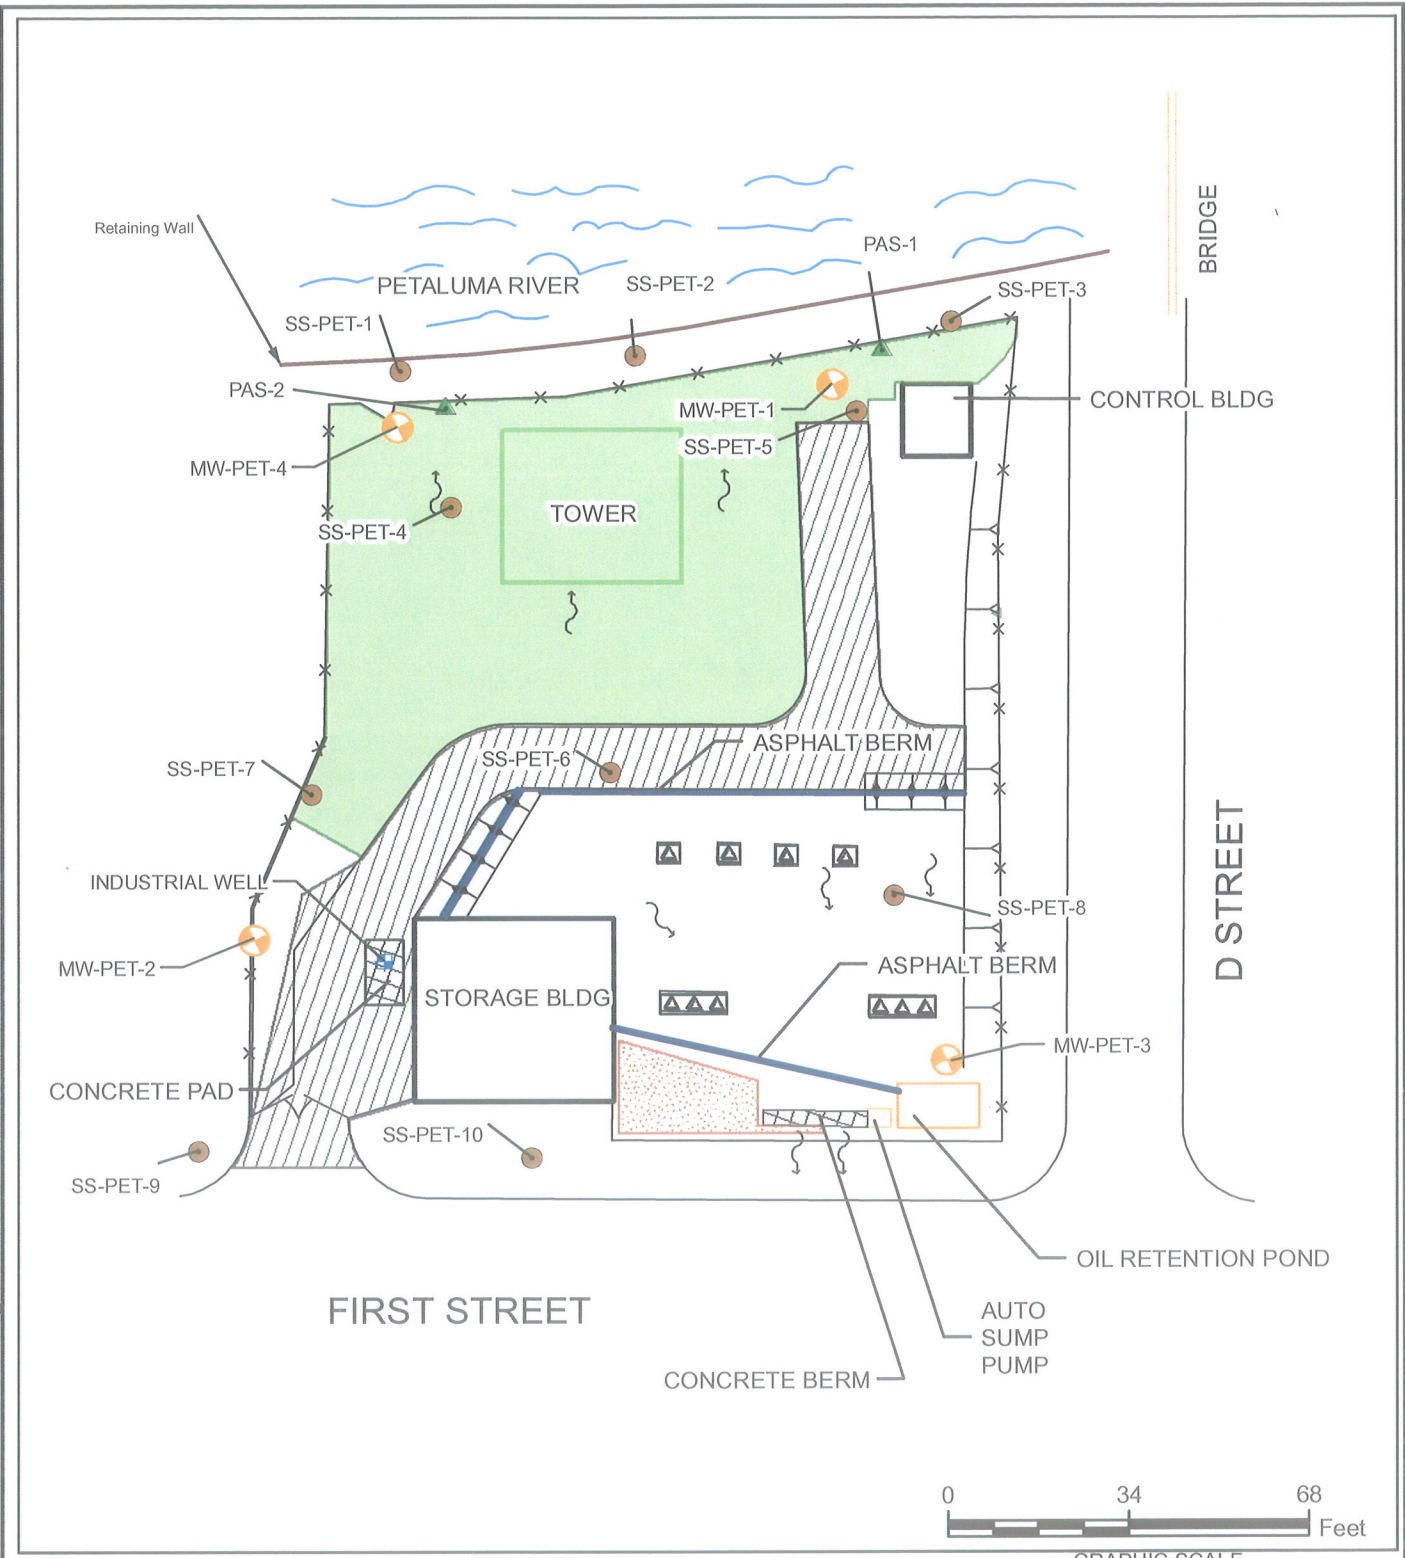 BRIDGE
Retaining Wall
PAS-1
PETALUMA RIVER
SS-PET-2
SS-PET-3
SS-PET-1
PAS-2
MW-PET-1
CONTROL BLDG
SS-PET-5
MW-PET-4
TOWER
SS-PET-4
ASPHALT BERM
SS-PET-6
SS-PET-7
INDUSTRIAL WELL
SS-PET-8
D STREET
MW-PET-2
ASPHALT BERM
STORAGE BLDG
MW-PET-3
CONCRETE PAD
SS-PET-10
SS-PET-9
OIL RETENTION POND
FIRST STREET
AUTO
SUMP
PUMP
CONCRETE BERM
0 34 68
Feet
GRAPHIC SCALE